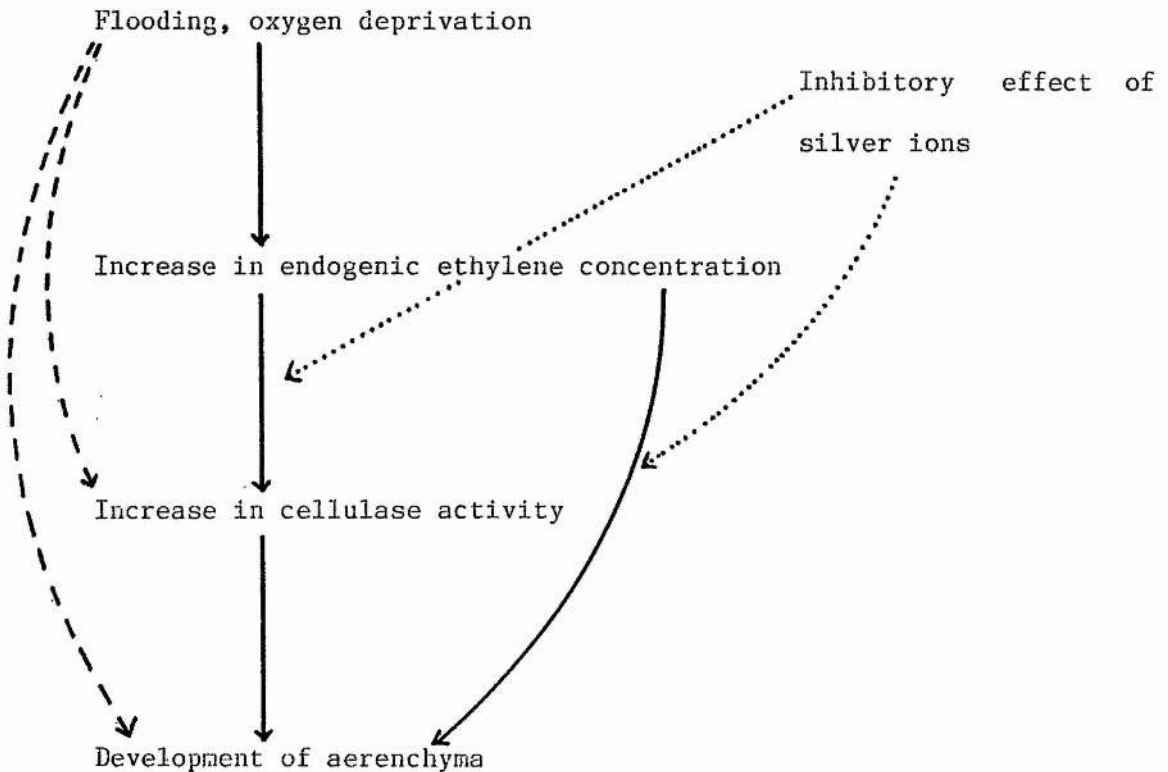 Flooding, oxygen deprivation
Inhibitory effect of
silver ions
Increase in endogenic ethylene concentration
Increase in cellulase activity
Development of aerenchyma